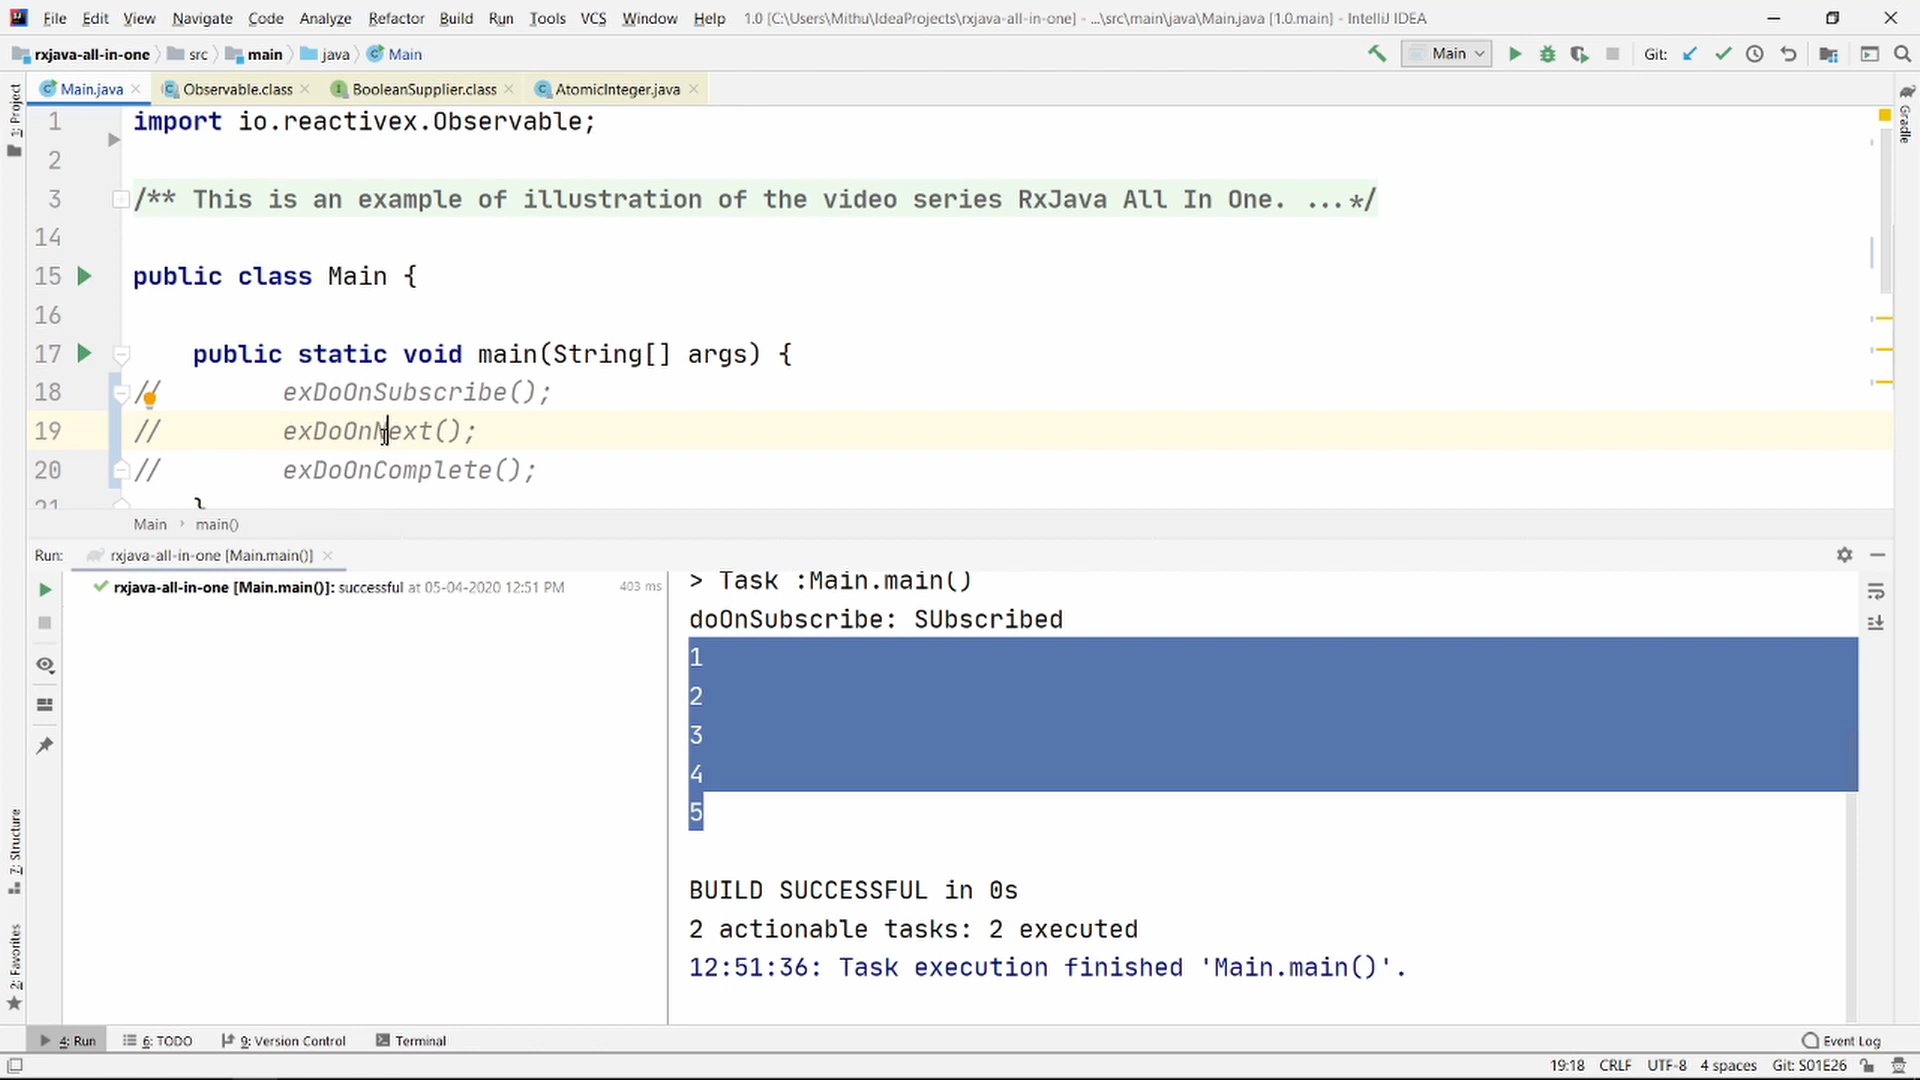 File Edit View Navigate Code Analyze Refactor Build Run Tools VCS Window Help 1.0 [C:\Users\Mithu\IdeaProjects\rxjava-all-in-one] - ...\src\main\java\Main.java [1.0.main] - IntelliJ IDEA
rxjava-all-in-one src main java Main Main Git:
Main.java Observable.class BooleanSupplier.class AtomicInteger.java
1: Project
Gradle
1 import io.reactivex.Observable;
2
3 /** This is an example of illustration of the video series RxJava All In One. ...*/
14
15 public class Main {
16
17 public static void main(String[] args) {
18 // exDoOnSubscribe();
19 // exDoOnNext();
20 // exDoOnComplete();
21 }
Main main()
Run: rxjava-all-in-one [Main.main()]
rxjava-all-in-one [Main.main()]: successful at 05-04-2020 12:51 PM 403 ms
> Task :Main.main()
doOnSubscribe: SUbscribed
1
2
3
4
5
BUILD SUCCESSFUL in 0s
2 actionable tasks: 2 executed
12:51:36: Task execution finished 'Main.main()'.
7: Structure
2: Favorites
4: Run 6: TODO 9: Version Control Terminal Event Log
19:18 CRLF UTF-8 4 spaces Git: S01E26